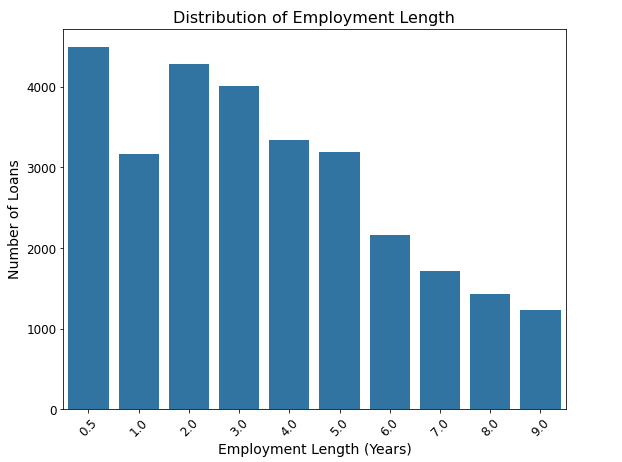 Distribution of Employment Length
Number of Loans
4000
3000
2000
1000
0
0.5 1.0 2.0 3.0 4.0 5.0 6.0 7.0 8.0 9.0
Employment Length (Years)